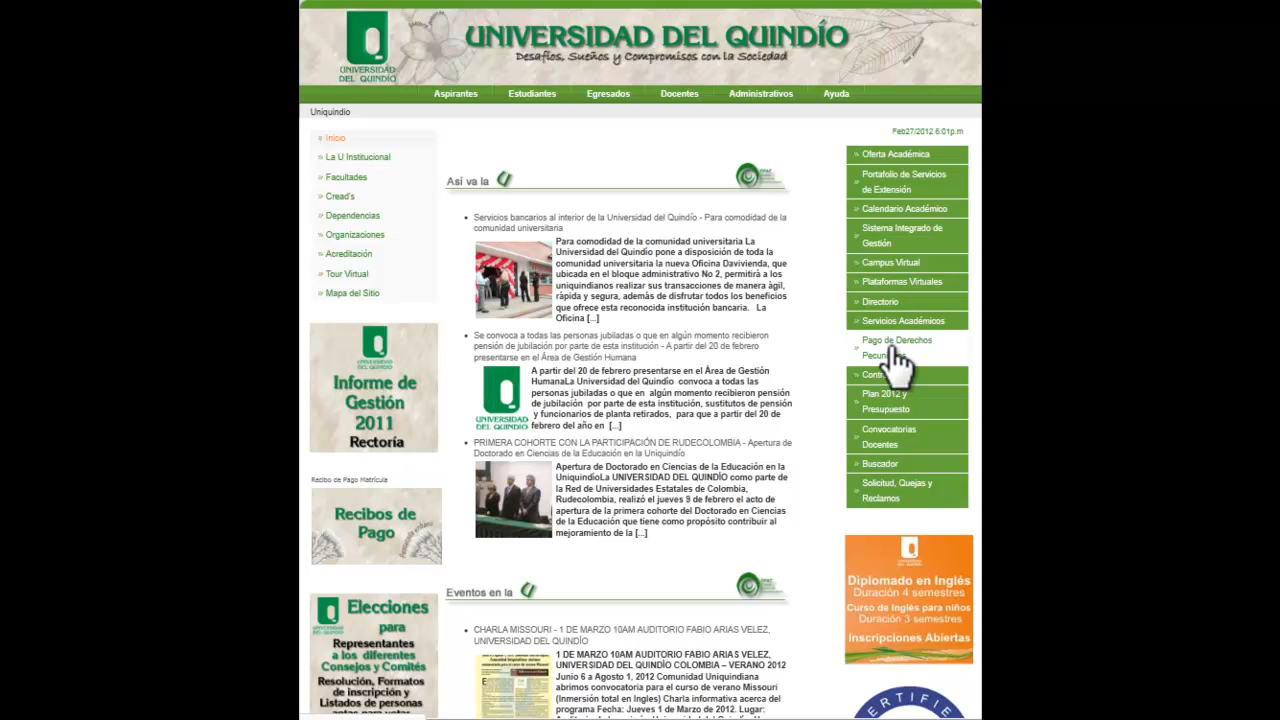 UNIVERSIDAD
DEL QUINDÍO
UNIVERSIDAD DEL QUINDÍO
Desafíos, Sueños y Compromisos con la Sociedad
Aspirantes
Estudiantes
Egresados
Docentes
Administrativos
Ayuda
Uniquindio
Feb27/2012 6:01p.m
Inicio
La U Institucional
Facultades
Cread's
Dependencias
Organizaciones
Acreditación
Tour Virtual
Mapa del Sitio
UNIVERSIDAD
DEL QUINDÍO
Informe de
Gestión
2011
Rectoría
Recibo de Pago Matrícula
Recibos de
Pago
Elecciones
para
Representantes
a los diferentes
Consejos y Comités
Resolución, Formatos
de inscripción y
Listados de personas
Así va la
Servicios bancarios al interior de la Universidad del Quindío - Para comodidad de la
comunidad universitaria
Para comodidad de la comunidad universitaria La
Universidad del Quindío pone a disposición de toda la
comunidad universitaria la nueva Oficina Davivienda, que
ubicada en el bloque administrativo No 2, permitirá a los
uniquindianos realizar sus transacciones de manera ágil,
rápida y segura, además de disfrutar todos los beneficios
que ofrece esta reconocida institución bancaria. La
Oficina [...]
Se convoca a todas las personas jubiladas o que en algún momento recibieron
pensión de jubilación por parte de esta institución - A partir del 20 de febrero
presentarse en el Área de Gestión Humana
A partir del 20 de febrero presentarse en el Área de Gestión
HumanaLa Universidad del Quindío convoca a todas las
personas jubiladas o que en algún momento recibieron pensión
de jubilación por parte de esta institución, sustitutos de pensión
y funcionarios de planta retirados, para que a partir del 20 de
febrero del año en [...]
UNIVERSIDAD
DEL QUINDÍO
PRIMERA COHORTE CON LA PARTICIPACIÓN DE RUDECOLOMBIA - Apertura de
Doctorado en Ciencias de la Educación en la Uniquindío
Apertura de Doctorado en Ciencias de la Educación en la
UniquindíoLa UNIVERSIDAD DEL QUINDÍO como parte de
la Red de Universidades Estatales de Colombia,
Rudecolombia, realizó el jueves 9 de febrero el acto de
apertura de la primera cohorte del Doctorado en Ciencias
de la Educación que tiene como propósito contribuir al
mejoramiento de la [...]
Eventos en la
CHARLA MISSOURI - 1 DE MARZO 10AM AUDITORIO FABIO ARIAS VELEZ,
UNIVERSIDAD DEL QUINDÍO
1 DE MARZO 10AM AUDITORIO FABIO ARIAS VELEZ,
UNIVERSIDAD DEL QUINDÍO COLOMBIA – VERANO 2012
Junio 6 a Agosto 1, 2012 Comunidad Uniquindiana
abrimos convocatoria para el curso de verano Missouri
(Inmersión total en Ingles) Charla informativa acerca del
programa Fecha: Jueves 1 de Marzo de 2012. Lugar:
Oferta Académica
Portafolio de Servicios
de Extensión
Calendario Académico
Sistema Integrado de
Gestión
Campus Virtual
Plataformas Virtuales
Directorio
Servicios Académicos
Pago de Derechos
Plan 2012 y
Presupuesto
Convocatorias
Docentes
Buscador
Solicitud, Quejas y
Reclamos
Diplomado en Inglés
Duración 4 semestres
Curso de Inglés para niños
Duración 3 semestres
Inscripciones Abiertas
CERTIFI